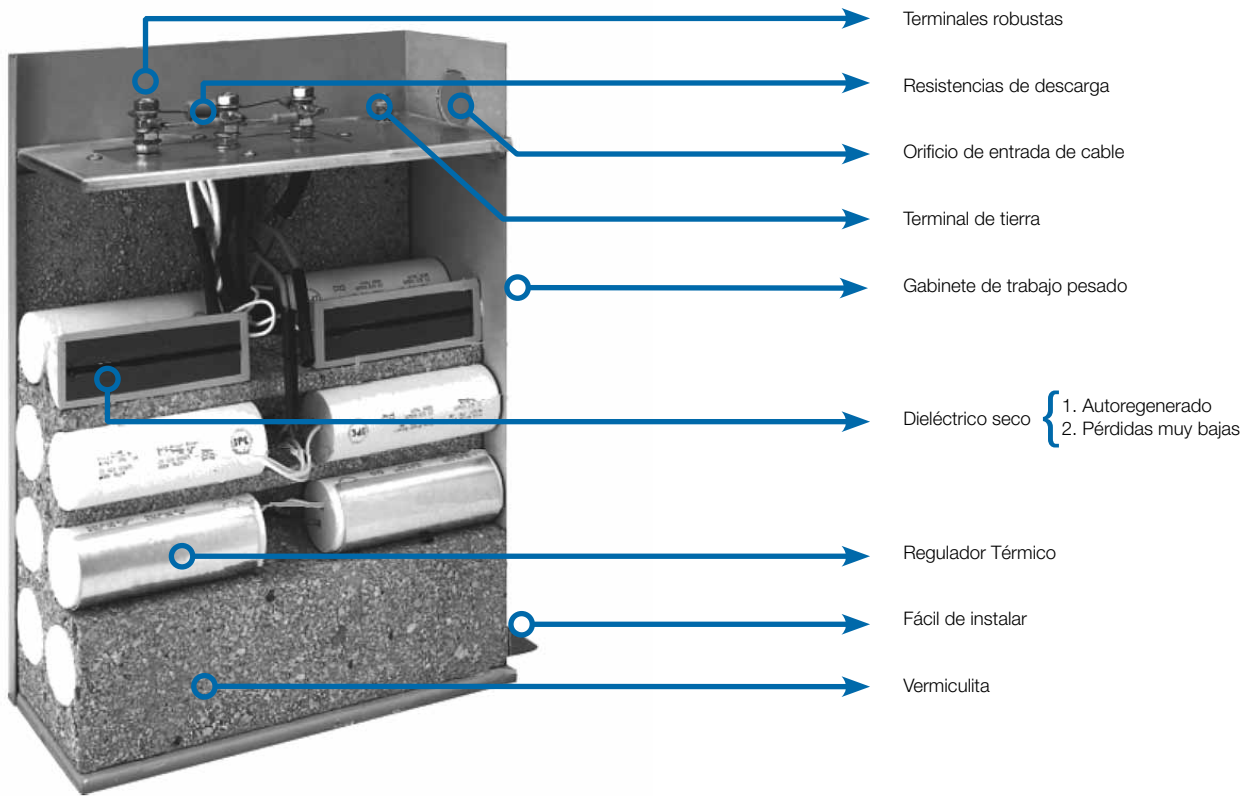 Terminales robustas
Resistencias de descarga
Orificio de entrada de cable
Terminal de tierra
Gabinete de trabajo pesado
Dieléctrico seco
1. Autoregenerado
2. Pérdidas muy bajas
Regulador Térmico
Fácil de instalar
Vermiculita